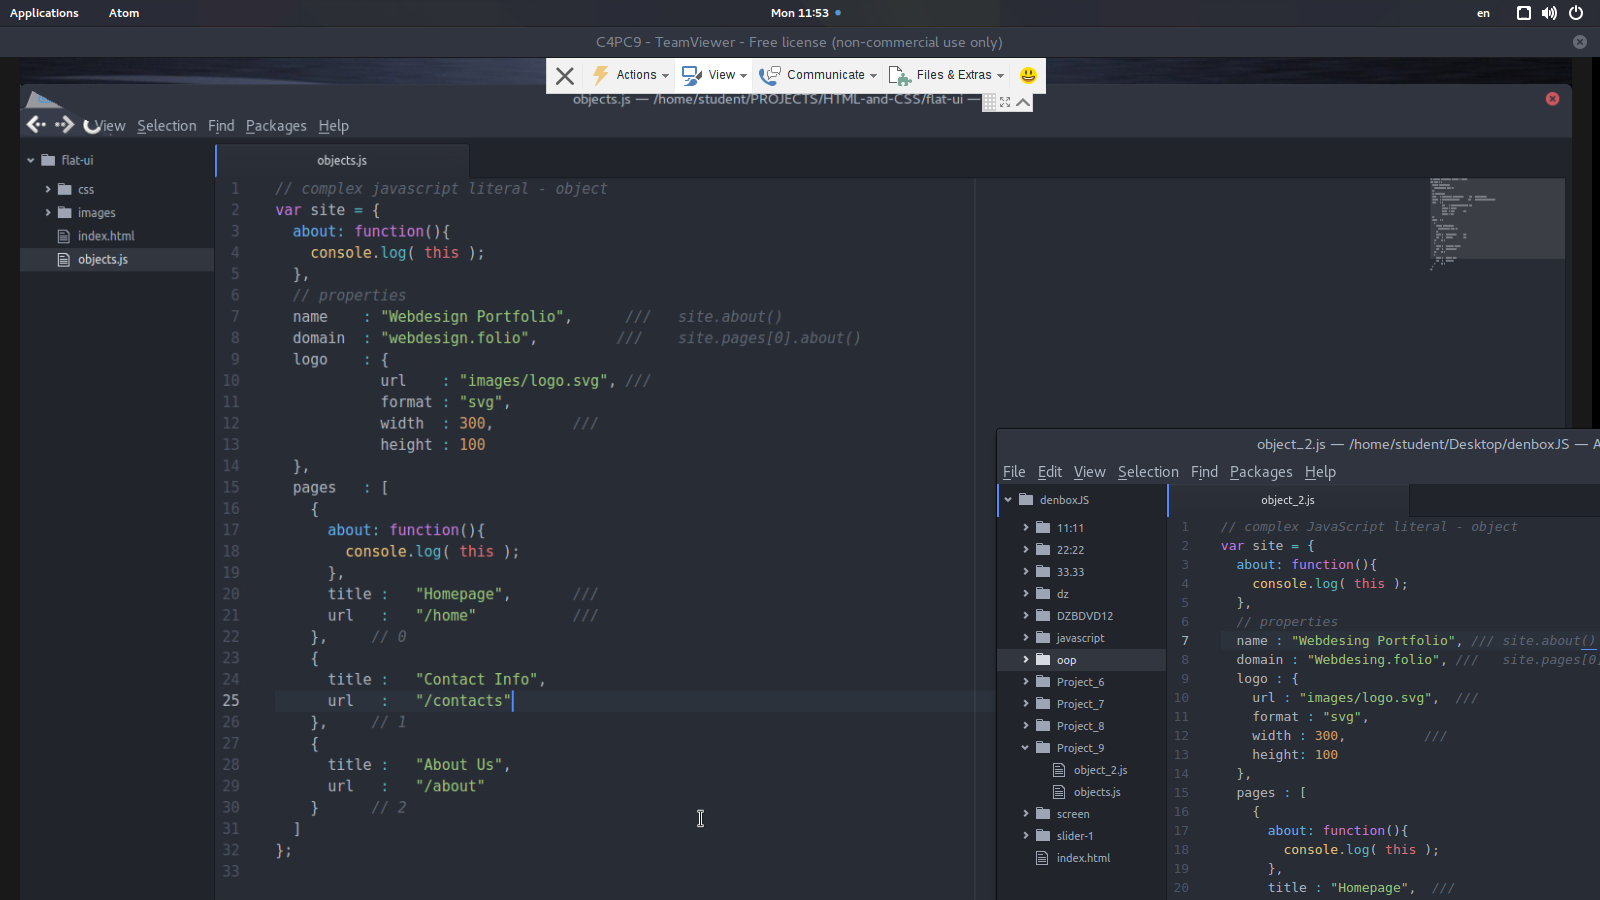 Applications Atom Mon 11:53 en
C4PC9 - TeamViewer - Free license (non-commercial use only)
Actions View Communicate Files & Extras
objects.js — /home/student/PROJECTS/HTML-and-CSS/flat-ui —
View Selection Find Packages Help
flat-ui
css
images
index.html
objects.js
objects.js
1 // complex javascript literal - object
2 var site = {
3 about: function(){
4 console.log( this );
5 },
6 // properties
7 name : "Webdesign Portfolio", /// site.about()
8 domain : "webdesign.folio", /// site.pages[0].about()
9 logo : {
10 url : "images/logo.svg", ///
11 format : "svg",
12 width : 300, ///
13 height : 100
14 },
15 pages : [
16 {
17 about: function(){
18 console.log( this );
19 },
20 title : "Homepage", ///
21 url : "/home" ///
22 }, // 0
23 {
24 title : "Contact Info",
25 url : "/contacts"
26 }, // 1
27 {
28 title : "About Us",
29 url : "/about"
30 } // 2
31 ]
32 };
33
object_2.js — /home/student/Desktop/denboxJS — A
File Edit View Selection Find Packages Help
denboxJS
11:11
22:22
33.33
dz
DZBDVD12
javascript
oop
Project_6
Project_7
Project_8
Project_9
object_2.js
objects.js
screen
slider-1
index.html
object_2.js
1 // complex JavaScript literal - object
2 var site = {
3 about: function(){
4 console.log( this );
5 },
6 // properties
7 name : "Webdesing Portfolio", /// site.about()
8 domain : "Webdesing.folio", /// site.pages[0]
9 logo : {
10 url : "images/logo.svg", ///
11 format : "svg",
12 width : 300, ///
13 height: 100
14 },
15 pages : [
16 {
17 about: function(){
18 console.log( this );
19 },
20 title : "Homepage", ///